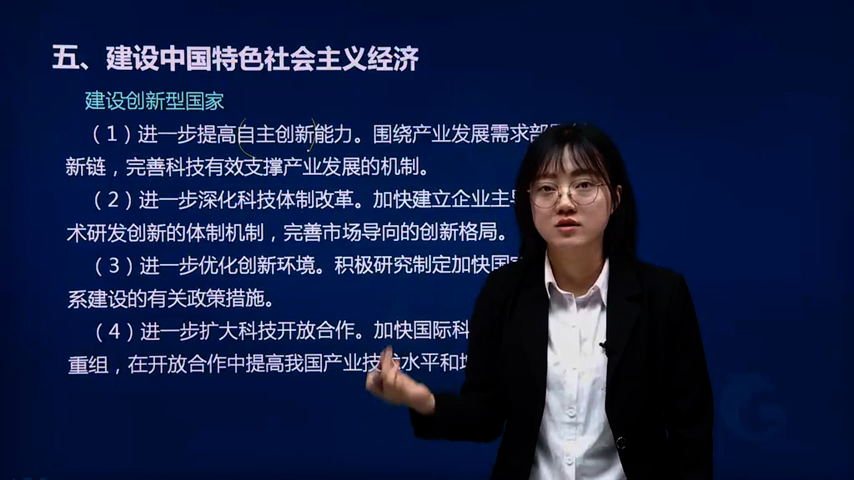 五、建设中国特色社会主义经济
建设创新型国家
（1）进一步提高自主创新能力。围绕产业发展需求部
新链，完善科技有效支撑产业发展的机制。
（2）进一步深化科技体制改革。加快建立企业主
术研发创新的体制机制，完善市场导向的创新格局。
（3）进一步优化创新环境。积极研究制定加快国
系建设的有关政策措施。
（4）进一步扩大科技开放合作。加快国际科
重组，在开放合作中提高我国产业技术水平和